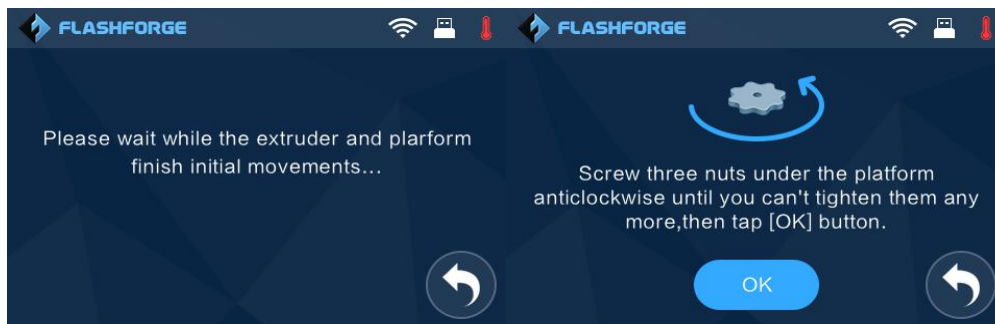 FLASHFORGE
Please wait while the extruder and plarform
finish initial movements...
FLASHFORGE
Screw three nuts under the platform
anticlockwise until you can't tighten them any
more,then tap [OK] button.
OK